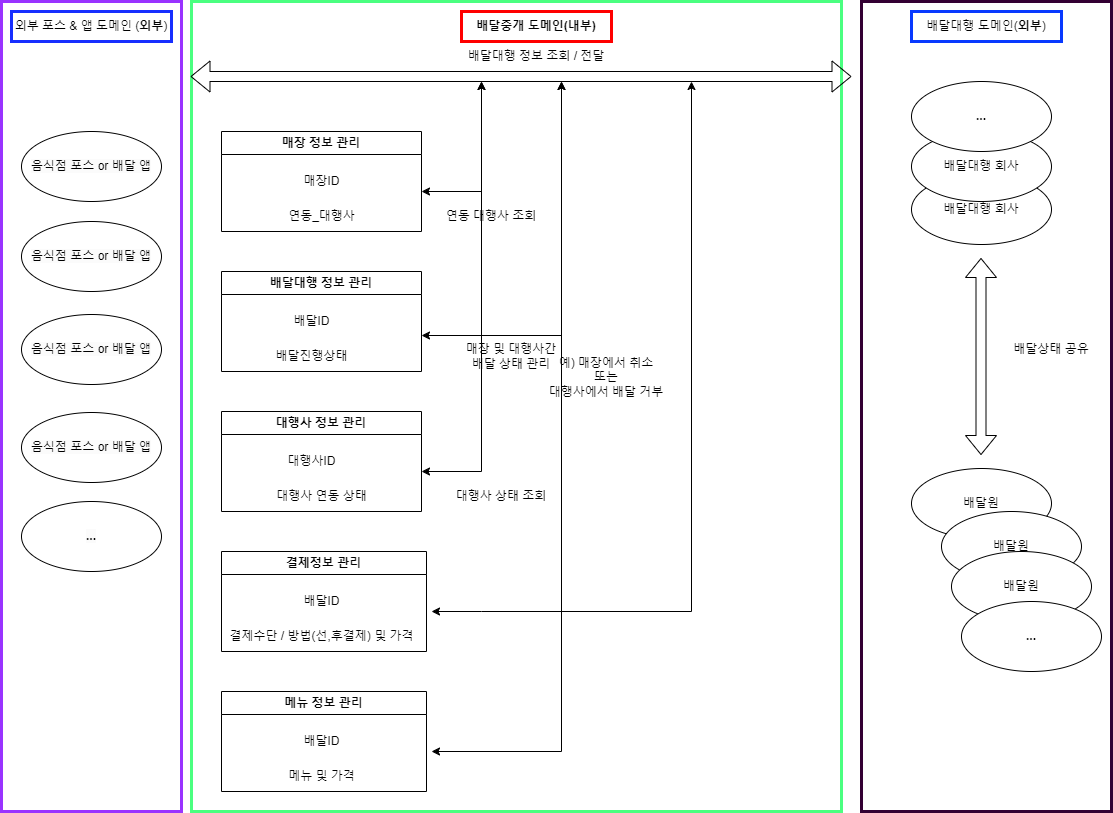 외부 포스 & 앱 도메인 (외부)
음식점 포스 or 배달 앱
음식점 포스 or 배달 앱
음식점 포스 or 배달 앱
음식점 포스 or 배달 앱
...
배달중개 도메인(내부)
배달대행 정보 조회 / 전달
매장 정보 관리
매장ID
연동_대행사
연동 대행사 조회
배달대행 정보 관리
배달ID
배달진행상태
매장 및 대행사간
배달 상태 관리
예) 매장에서 취소
또는
대행사에서 배달 거부
대행사 정보 관리
대행사ID
대행사 연동 상태
대행사 상태 조회
결제정보 관리
배달ID
결제수단 / 방법(선,후결제) 및 가격
메뉴 정보 관리
배달ID
메뉴 및 가격
배달대행 도메인(외부)
...
배달대행 회사
배달대행 회사
배달상태 공유
배달원
배달원
배달원
...